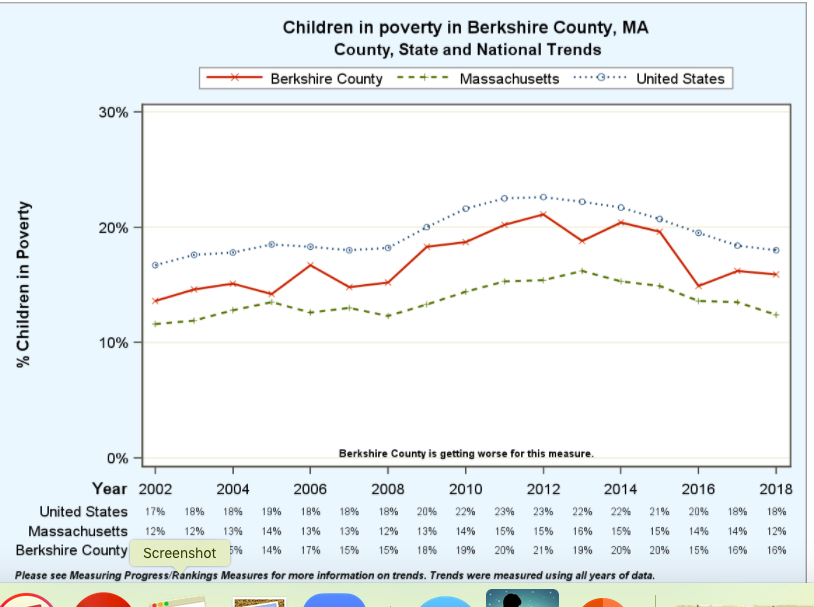 Children in poverty in Berkshire County, MA
County, State and National Trends
Berkshire County Massachusetts United States
30%
20%
10%
0%
% Children in Poverty
Berkshire County is getting worse for this measure.
Year 2002 2004 2006 2008 2010 2012 2014 2016 2018
United States 17% 18% 18% 19% 18% 18% 18% 20% 22% 23% 23% 22% 22% 21% 20% 18% 18%
Massachusetts 12% 12% 13% 14% 13% 13% 12% 13% 14% 15% 15% 16% 15% 15% 14% 14% 12%
Berkshire County 14% 17% 15% 15% 18% 19% 20% 21% 19% 20% 20% 15% 16% 16%
Screenshot
Please see Measuring Progress/Rankings Measures for more information on trends. Trends were measured using all years of data.